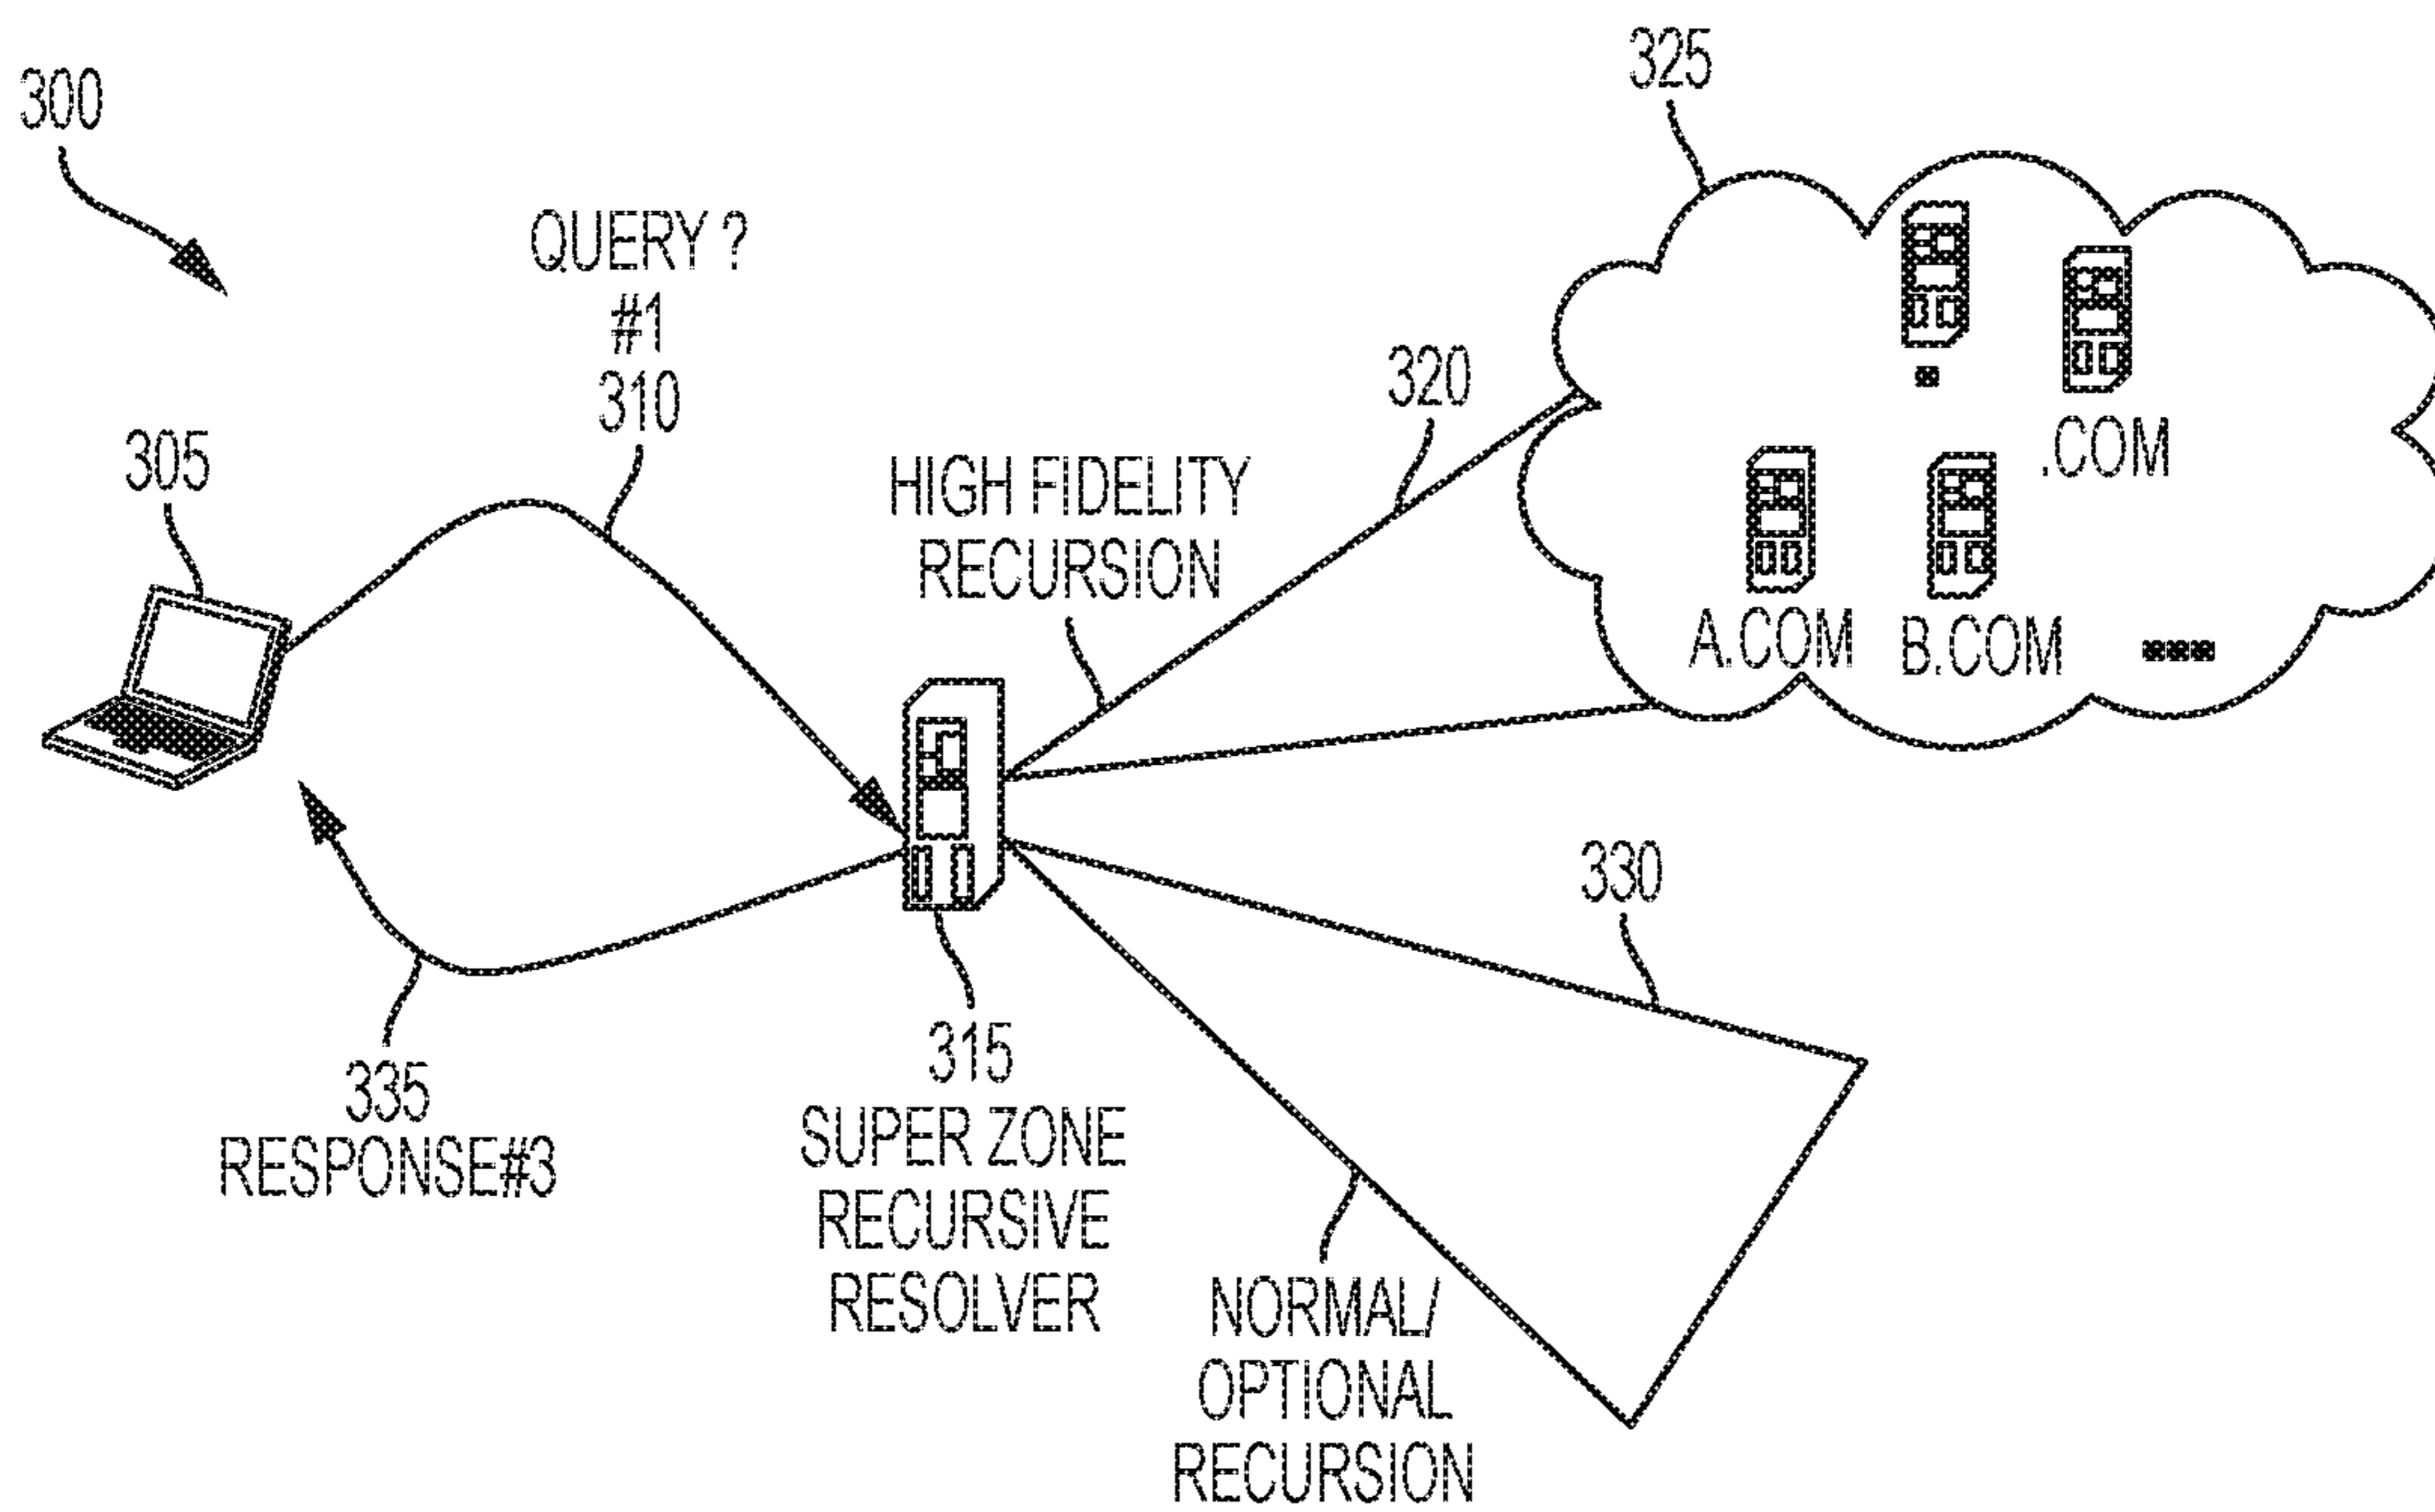 300
325
QUERY ?
#1
310
320
305
HIGH FIDELITY
RECURSION
.
.COM
A.COM
B.COM
...
330
315
SUPER ZONE
RECURSIVE
RESOLVER
335
RESPONSE#3
NORMAL/
OPTIONAL
RECURSION